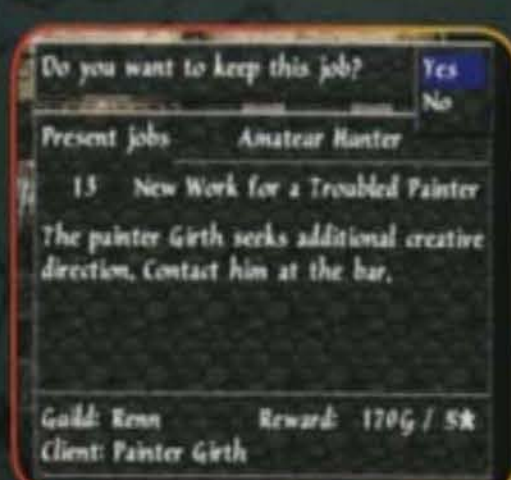 Do you want to keep this job?
Yes
No
Present jobs Amatear Hunter
13 New Work for a Troubled Painter
The painter Girth seeks additional creative
direction. Contact him at the bar.
Guild: Renn Reward: 170G / 5★
Client: Painter Girth